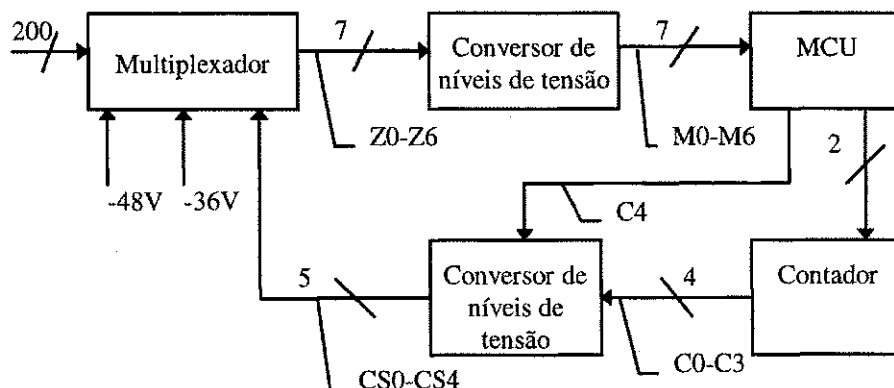 200
Multiplexador
7
Conversor de
níveis de tensão
7
MCU
Z0-Z6
M0-M6
2
-48V
-36V
C4
5
Conversor de
níveis de
tensão
4
Contador
CS0-CS4
C0-C3